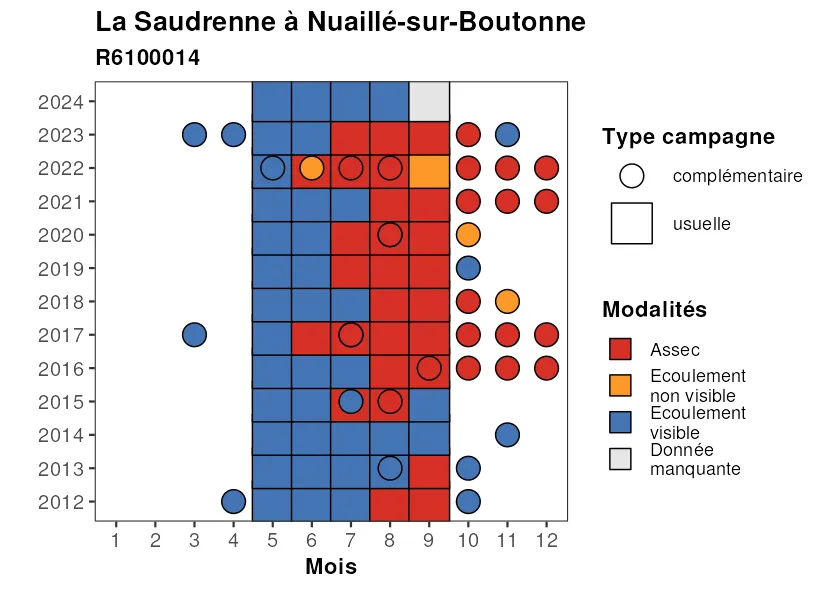 La Saudrenne à Nuaillé-sur-Boutonne
R6100014
2024
2023
2022
2021
2020
2019
2018
2017
2016
2015
2014
2013
2012
1 2 3 4 5 6 7 8 9 10 11 12
Mois
Type campagne
complémentaire
usuelle
Modalités
Assec
Ecoulement
non visible
Ecoulement
visible
Donnée
manquante